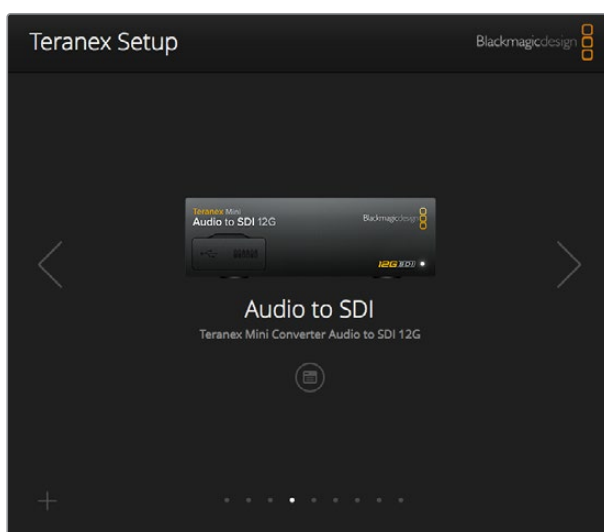 Teranex Setup
Blackmagicdesign
Teranex Mini
Audio to SDI 12G
Blackmagicdesign
12G SDI
Audio to SDI
Teranex Mini Converter Audio to SDI 12G